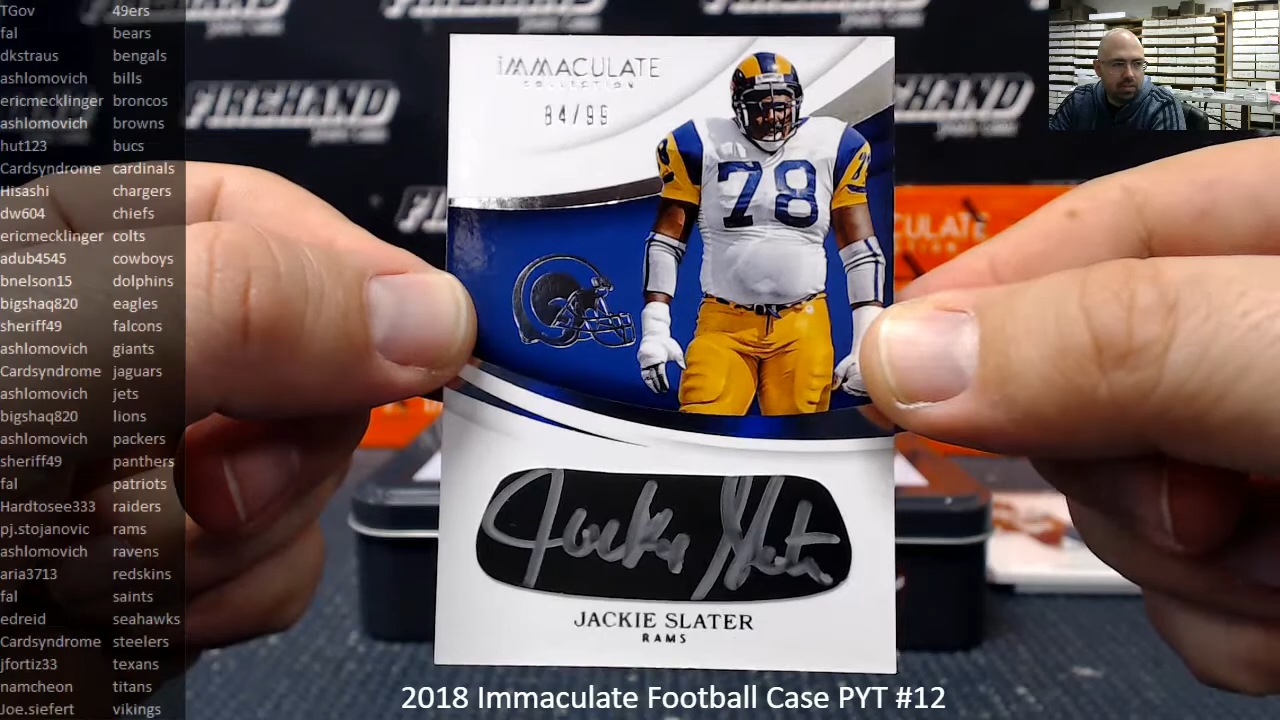 TGov 49ers
fal bears
dkstraus bengals
ashlomovich bills
ericmecklinger broncos
ashlomovich browns
hut123 bucs
Cardsyndrome cardinals
Hisashi chargers
dw604 chiefs
ericmecklinger colts
adub4545 cowboys
bnelson15 dolphins
bigshaq820 eagles
sheriff49 falcons
ashlomovich giants
Cardsyndrome jaguars
ashlomovich jets
bigshaq820 lions
ashlomovich packers
sheriff49 panthers
fal patriots
Hardtosee333 raiders
pj.stojanovic rams
ashlomovich ravens
aria3713 redskins
fal saints
edreid seahawks
Cardsyndrome steelers
jfortiz33 texans
namcheon titans
Joe.siefert vikings
FIREHAND
IMMACULATE
COLLECTION
84/99
78
Jackie Slater
JACKIE SLATER
RAMS
2018 Immaculate Football Case PYT #12